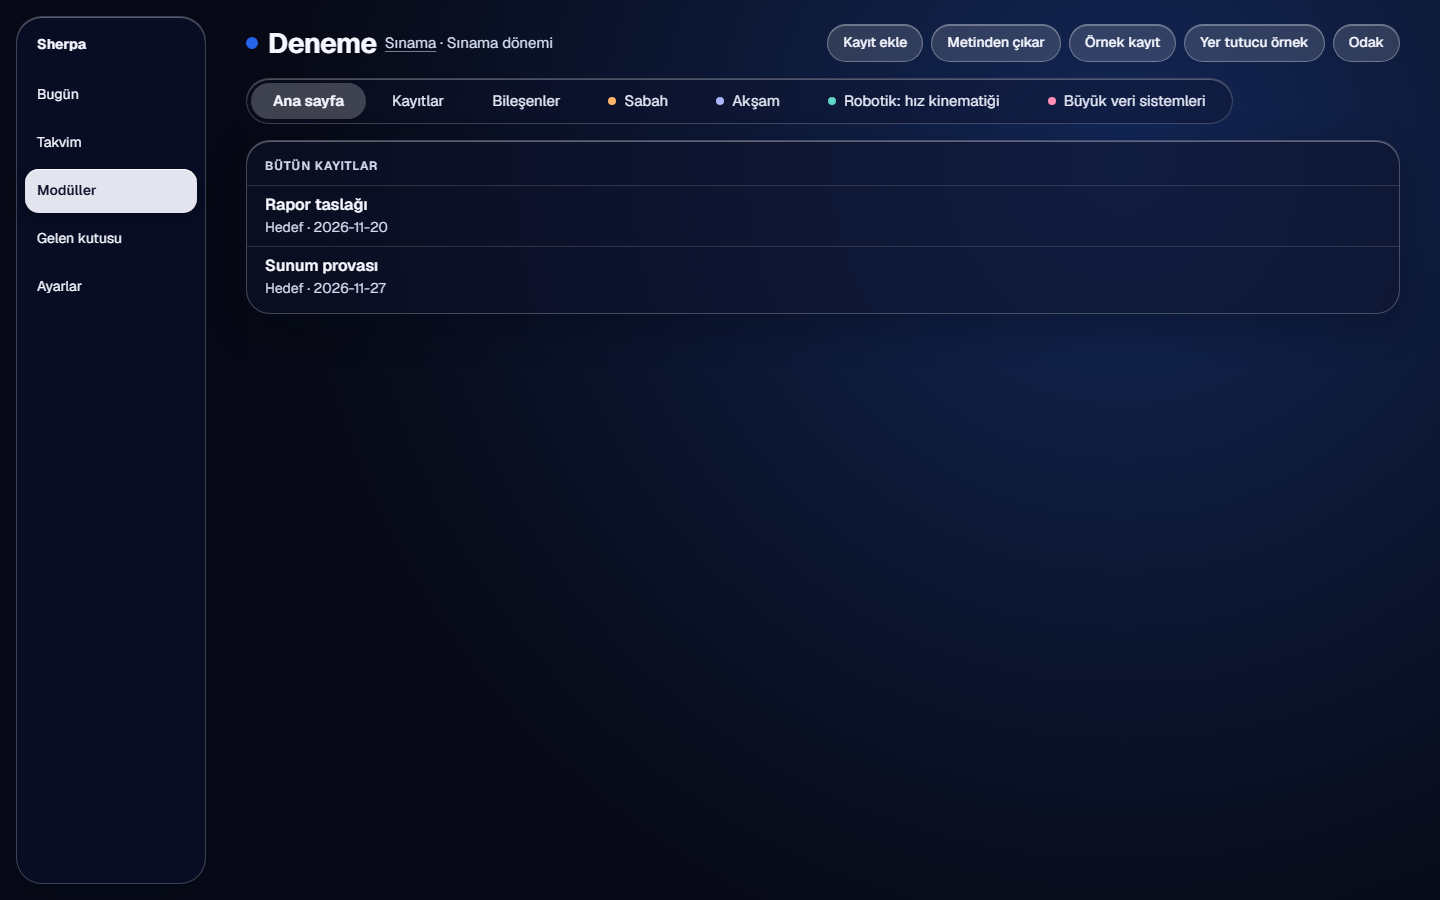 Sherpa
Bugün
Takvim
Modüller
Gelen kutusu
Ayarlar
Deneme Sınama · Sınama dönemi
Kayıt ekle
Metinden çıkar
Örnek kayıt
Yer tutucu örnek
Odak
Ana sayfa
Kayıtlar
Bileşenler
Sabah
Akşam
Robotik: hız kinematiği
Büyük veri sistemleri
BÜTÜN KAYITLAR
Rapor taslağı
Hedef · 2026-11-20
Sunum provası
Hedef · 2026-11-27